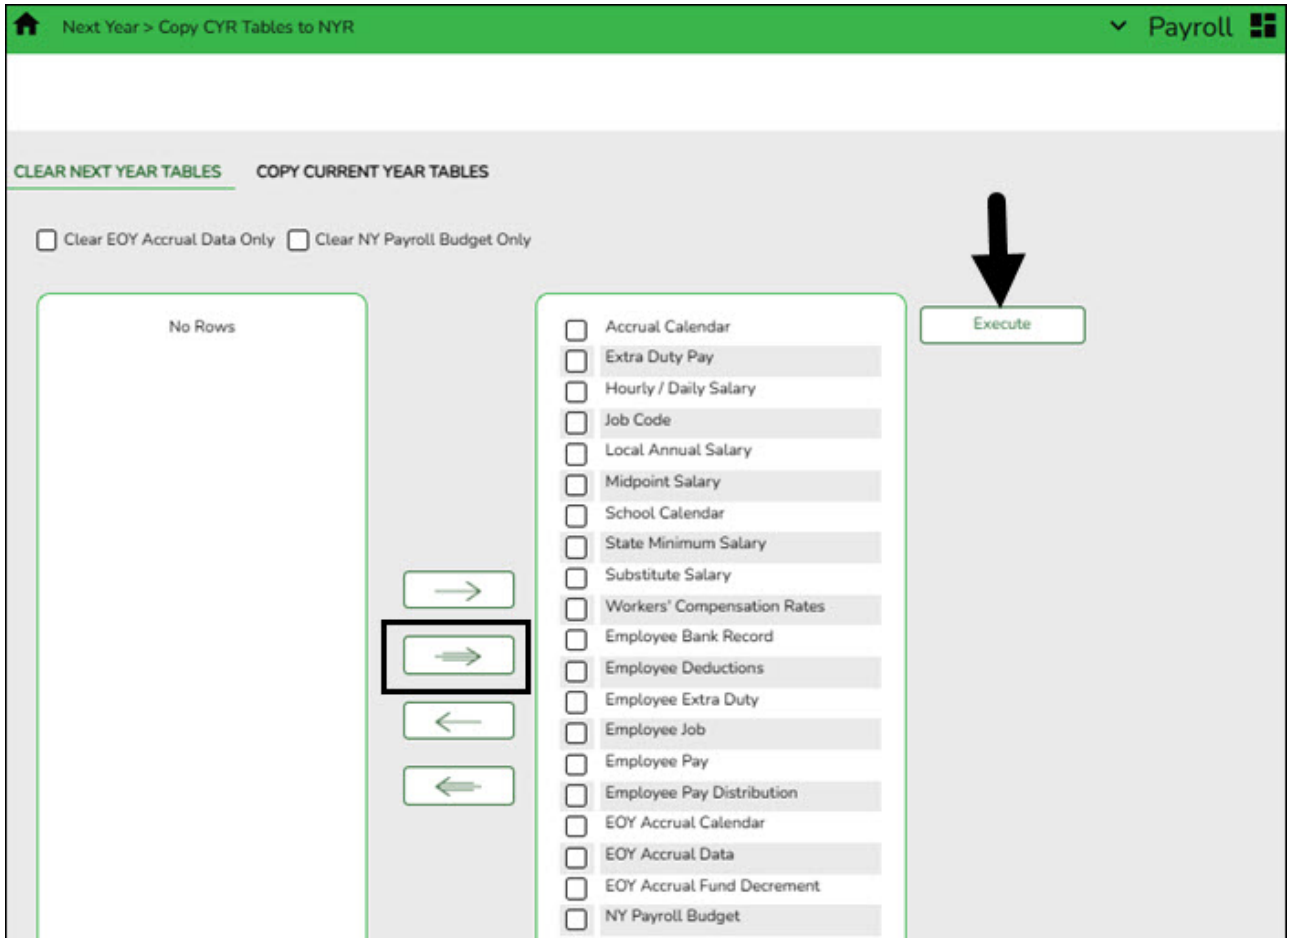 Next Year > Copy CYR Tables to NYR
Payroll
CLEAR NEXT YEAR TABLES
COPY CURRENT YEAR TABLES
Clear EOY Accrual Data Only
Clear NY Payroll Budget Only
No Rows
Accrual Calendar
Extra Duty Pay
Hourly / Daily Salary
Job Code
Local Annual Salary
Midpoint Salary
School Calendar
State Minimum Salary
Substitute Salary
Workers' Compensation Rates
Employee Bank Record
Employee Deductions
Employee Extra Duty
Employee Job
Employee Pay
Employee Pay Distribution
EOY Accrual Calendar
EOY Accrual Data
EOY Accrual Fund Decrement
NY Payroll Budget
Execute